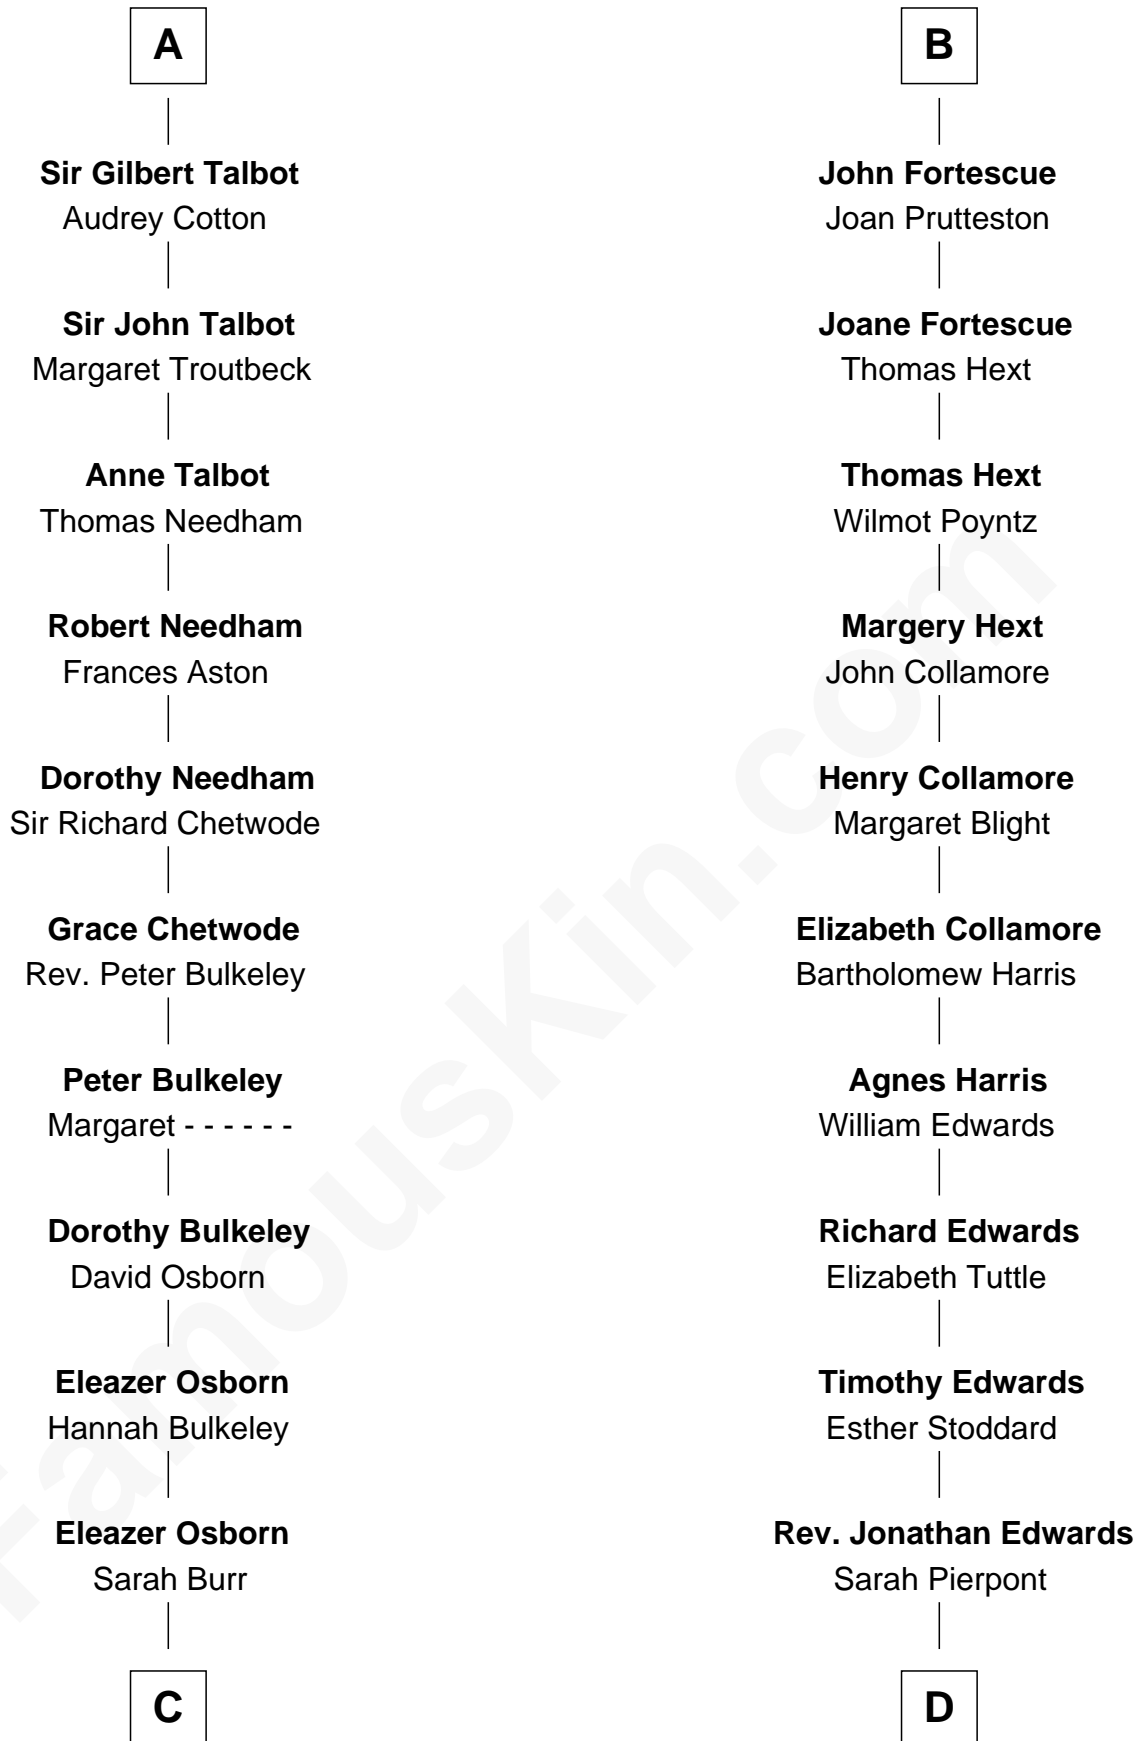 A
Sir Gilbert Talbot
Audrey Cotton
Sir John Talbot
Margaret Troutbeck
Anne Talbot
Thomas Needham
Robert Needham
Frances Aston
Dorothy Needham
Sir Richard Chetwode
Grace Chetwode
Rev. Peter Bulkeley
Peter Bulkeley
Margaret - - - - - -
Dorothy Bulkeley
David Osborn
Eleazer Osborn
Hannah Bulkeley
Eleazer Osborn
Sarah Burr
C
B
John Fortescue
Joan Prutteston
Joane Fortescue
Thomas Hext
Thomas Hext
Wilmot Poyntz
Margery Hext
John Collamore
Henry Collamore
Margaret Blight
Elizabeth Collamore
Bartholomew Harris
Agnes Harris
William Edwards
Richard Edwards
Elizabeth Tuttle
Timothy Edwards
Esther Stoddard
Rev. Jonathan Edwards
Sarah Pierpont
D
FamousKin.com